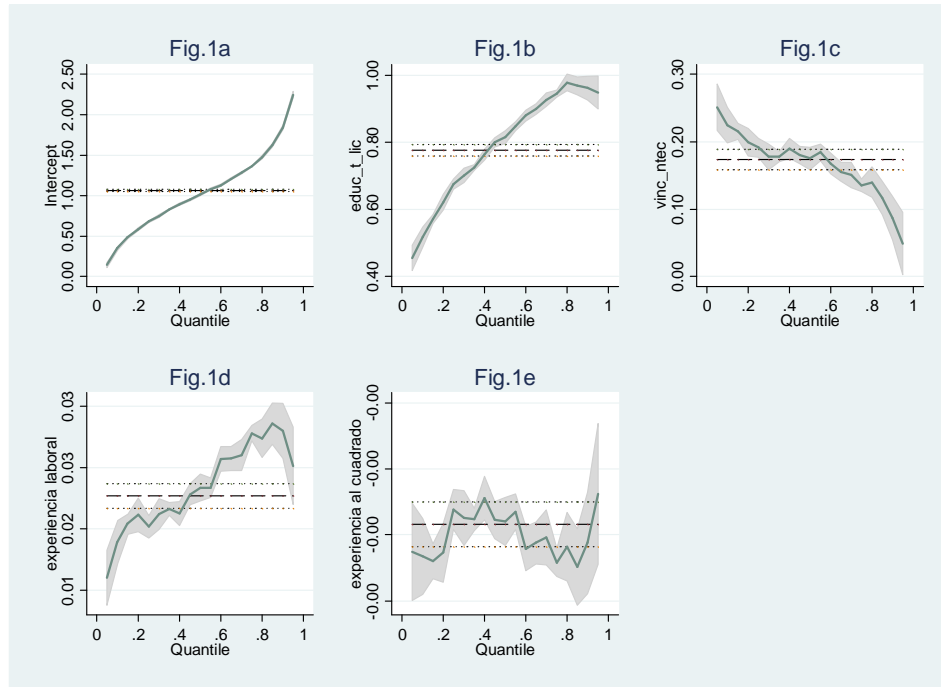 Fig.1a
Intercept
2.50
2.00
1.50
1.00
0.50
0.00
0 .2 .4 .6 .8 1
Quantile
Fig.1b
educ_t_lic
1.00
0.80
0.60
0.40
0 .2 .4 .6 .8 1
Quantile
Fig.1c
vinc_ntec
0.30
0.20
0.10
0.00
0 .2 .4 .6 .8 1
Quantile
Fig.1d
experiencia laboral
0.03
0.03
0.02
0.01
0 .2 .4 .6 .8 1
Quantile
Fig.1e
experiencia al cuadrado
-0.00
-0.00
-0.00
-0.00
0 .2 .4 .6 .8 1
Quantile